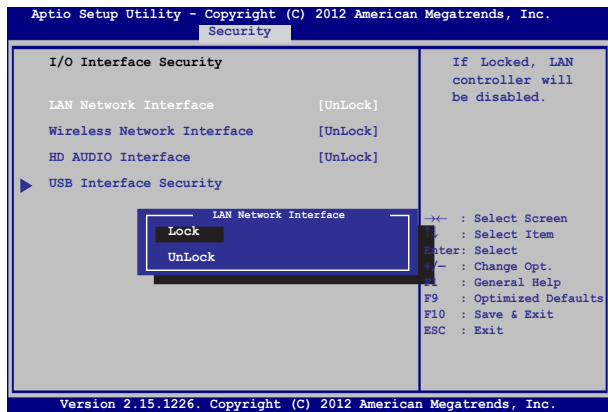 Aptio Setup Utility - Copyright (C) 2012 American Megatrends, Inc.
Security
I/O Interface Security
LAN Network Interface [UnLock]
Wireless Network Interface [UnLock]
HD AUDIO Interface [UnLock]
USB Interface Security
If Locked, LAN
controller will
be disabled.
LAN Network Interface
Lock
UnLock
→← : Select Screen
↑↓ : Select Item
Enter: Select
+/— : Change Opt.
F1 : General Help
F9 : Optimized Defaults
F10 : Save & Exit
ESC : Exit
Version 2.15.1226. Copyright (C) 2012 American Megatrends, Inc.